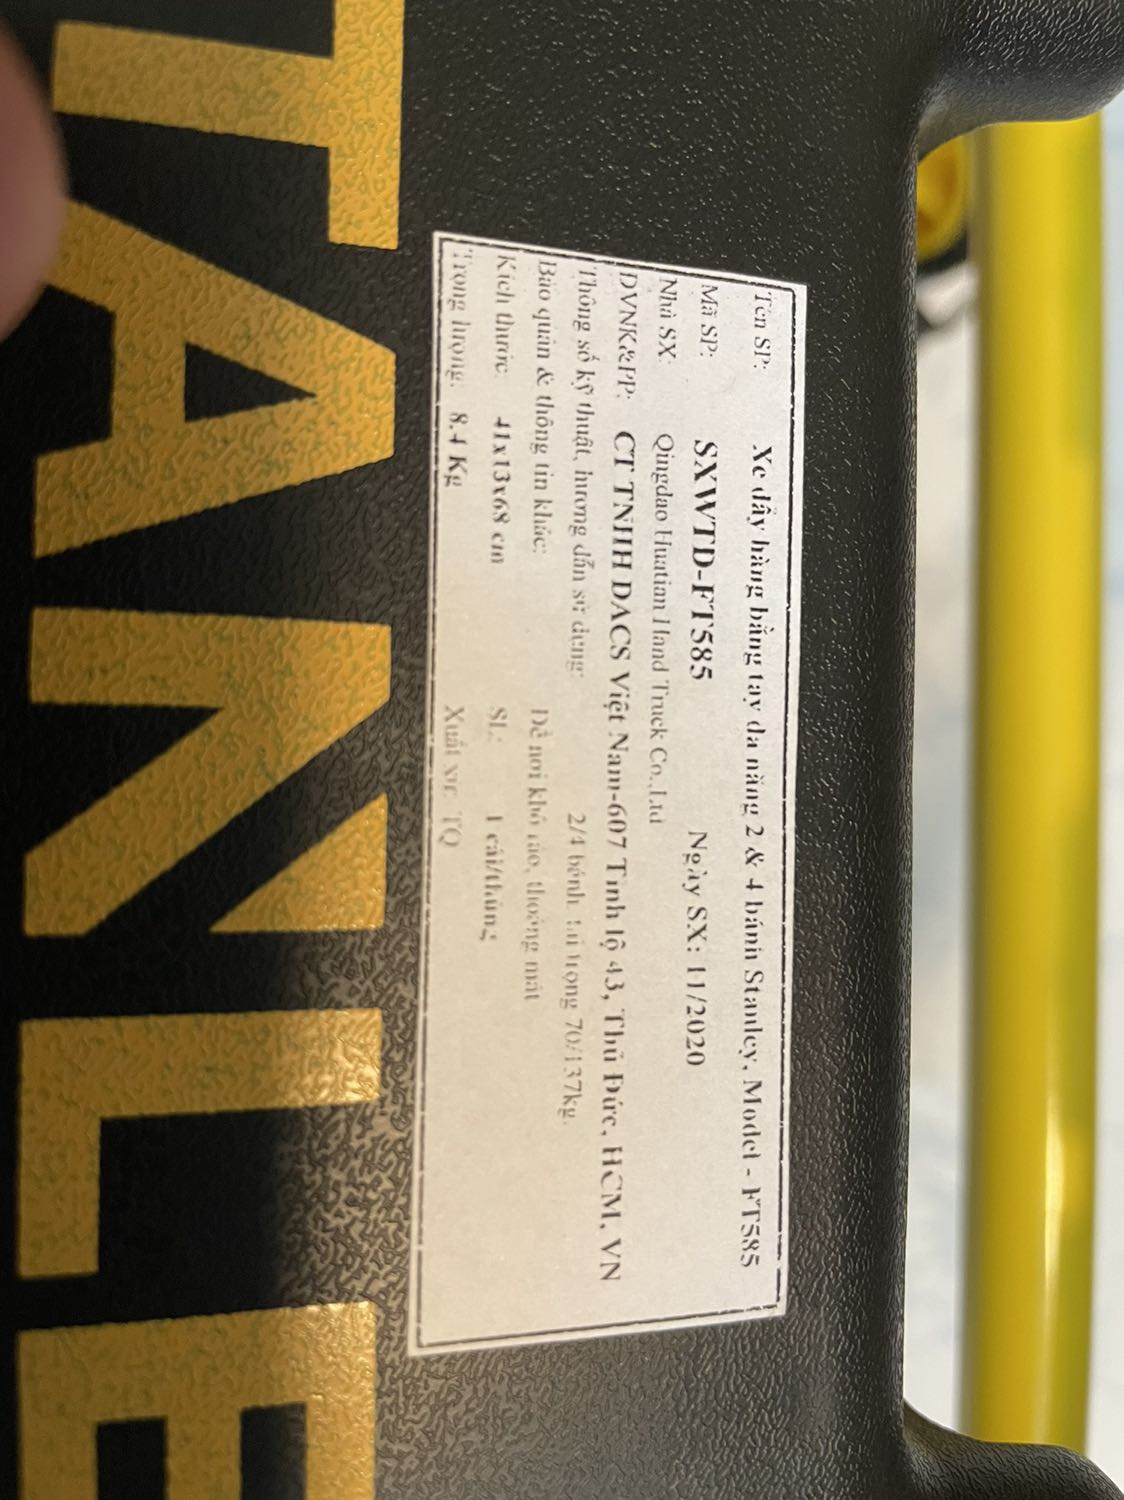 TANLE
Tên SP: Xe đẩy hàng bằng tay đa năng 2 & 4 bánh Stanley, Model - FT585
Mã SP: SXWTD-FT585 Ngày SX: 11/2020
Nhà SX: Qingdao Huatian Hand Truck Co.,Ltd
ĐVNK&PP: CT TNHH DACS Việt Nam-607 Tỉnh lộ 43, Thủ Đức, HCM, VN
Thông số kỹ thuật, hương dẫn sử dụng: 2/4 bánh tải trọng 70/137kg.
Bảo quản & thông tin khác: Để nơi khô ráo, thoáng mát
Kích thước: 41x13x68 cm SL: 1 cái/thùng
Trọng lượng: 8.4 Kg Xuất xứ: TQ